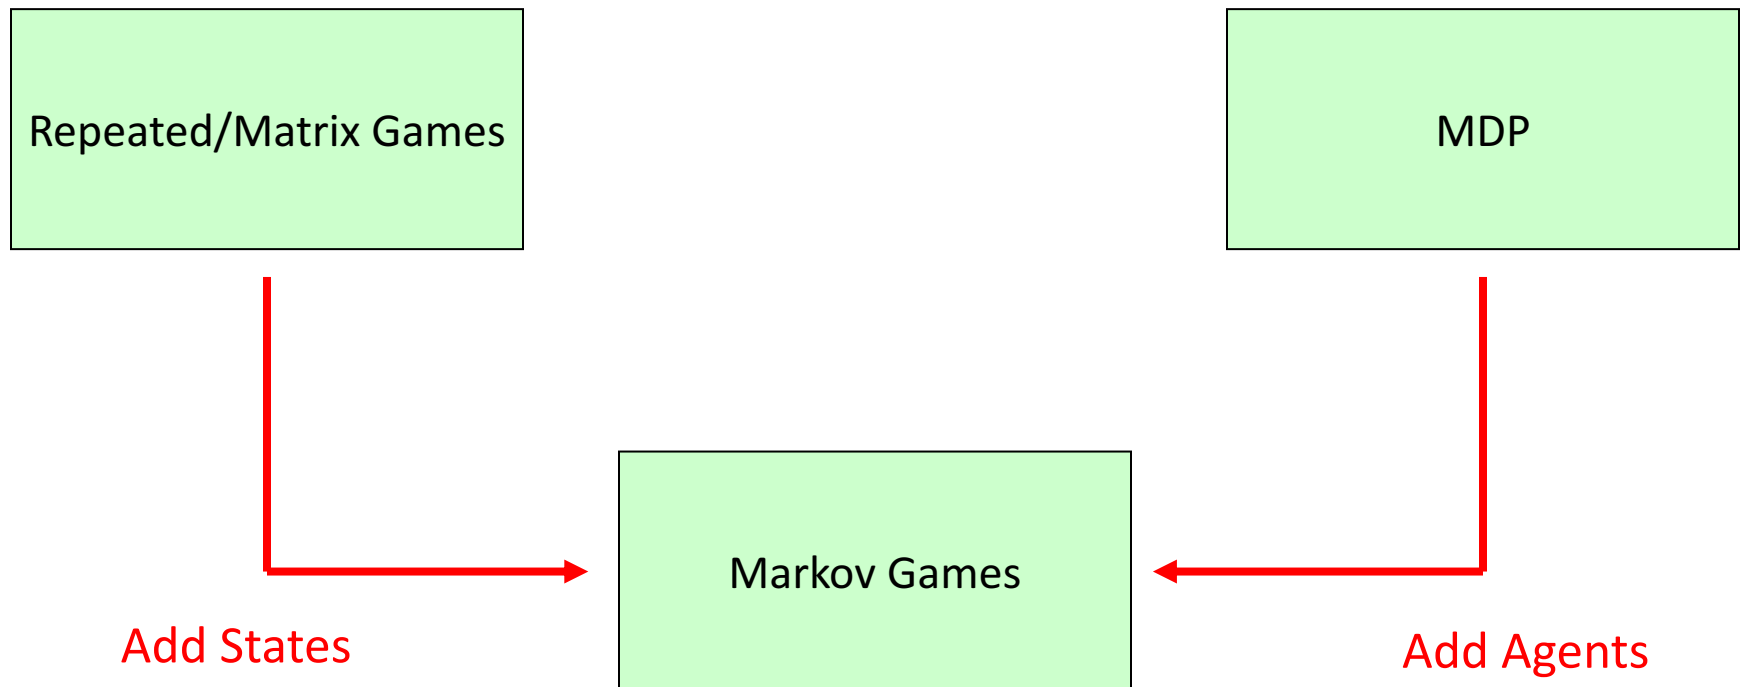 Repeated/Matrix Games
MDP
Markov Games
Add States
Add Agents